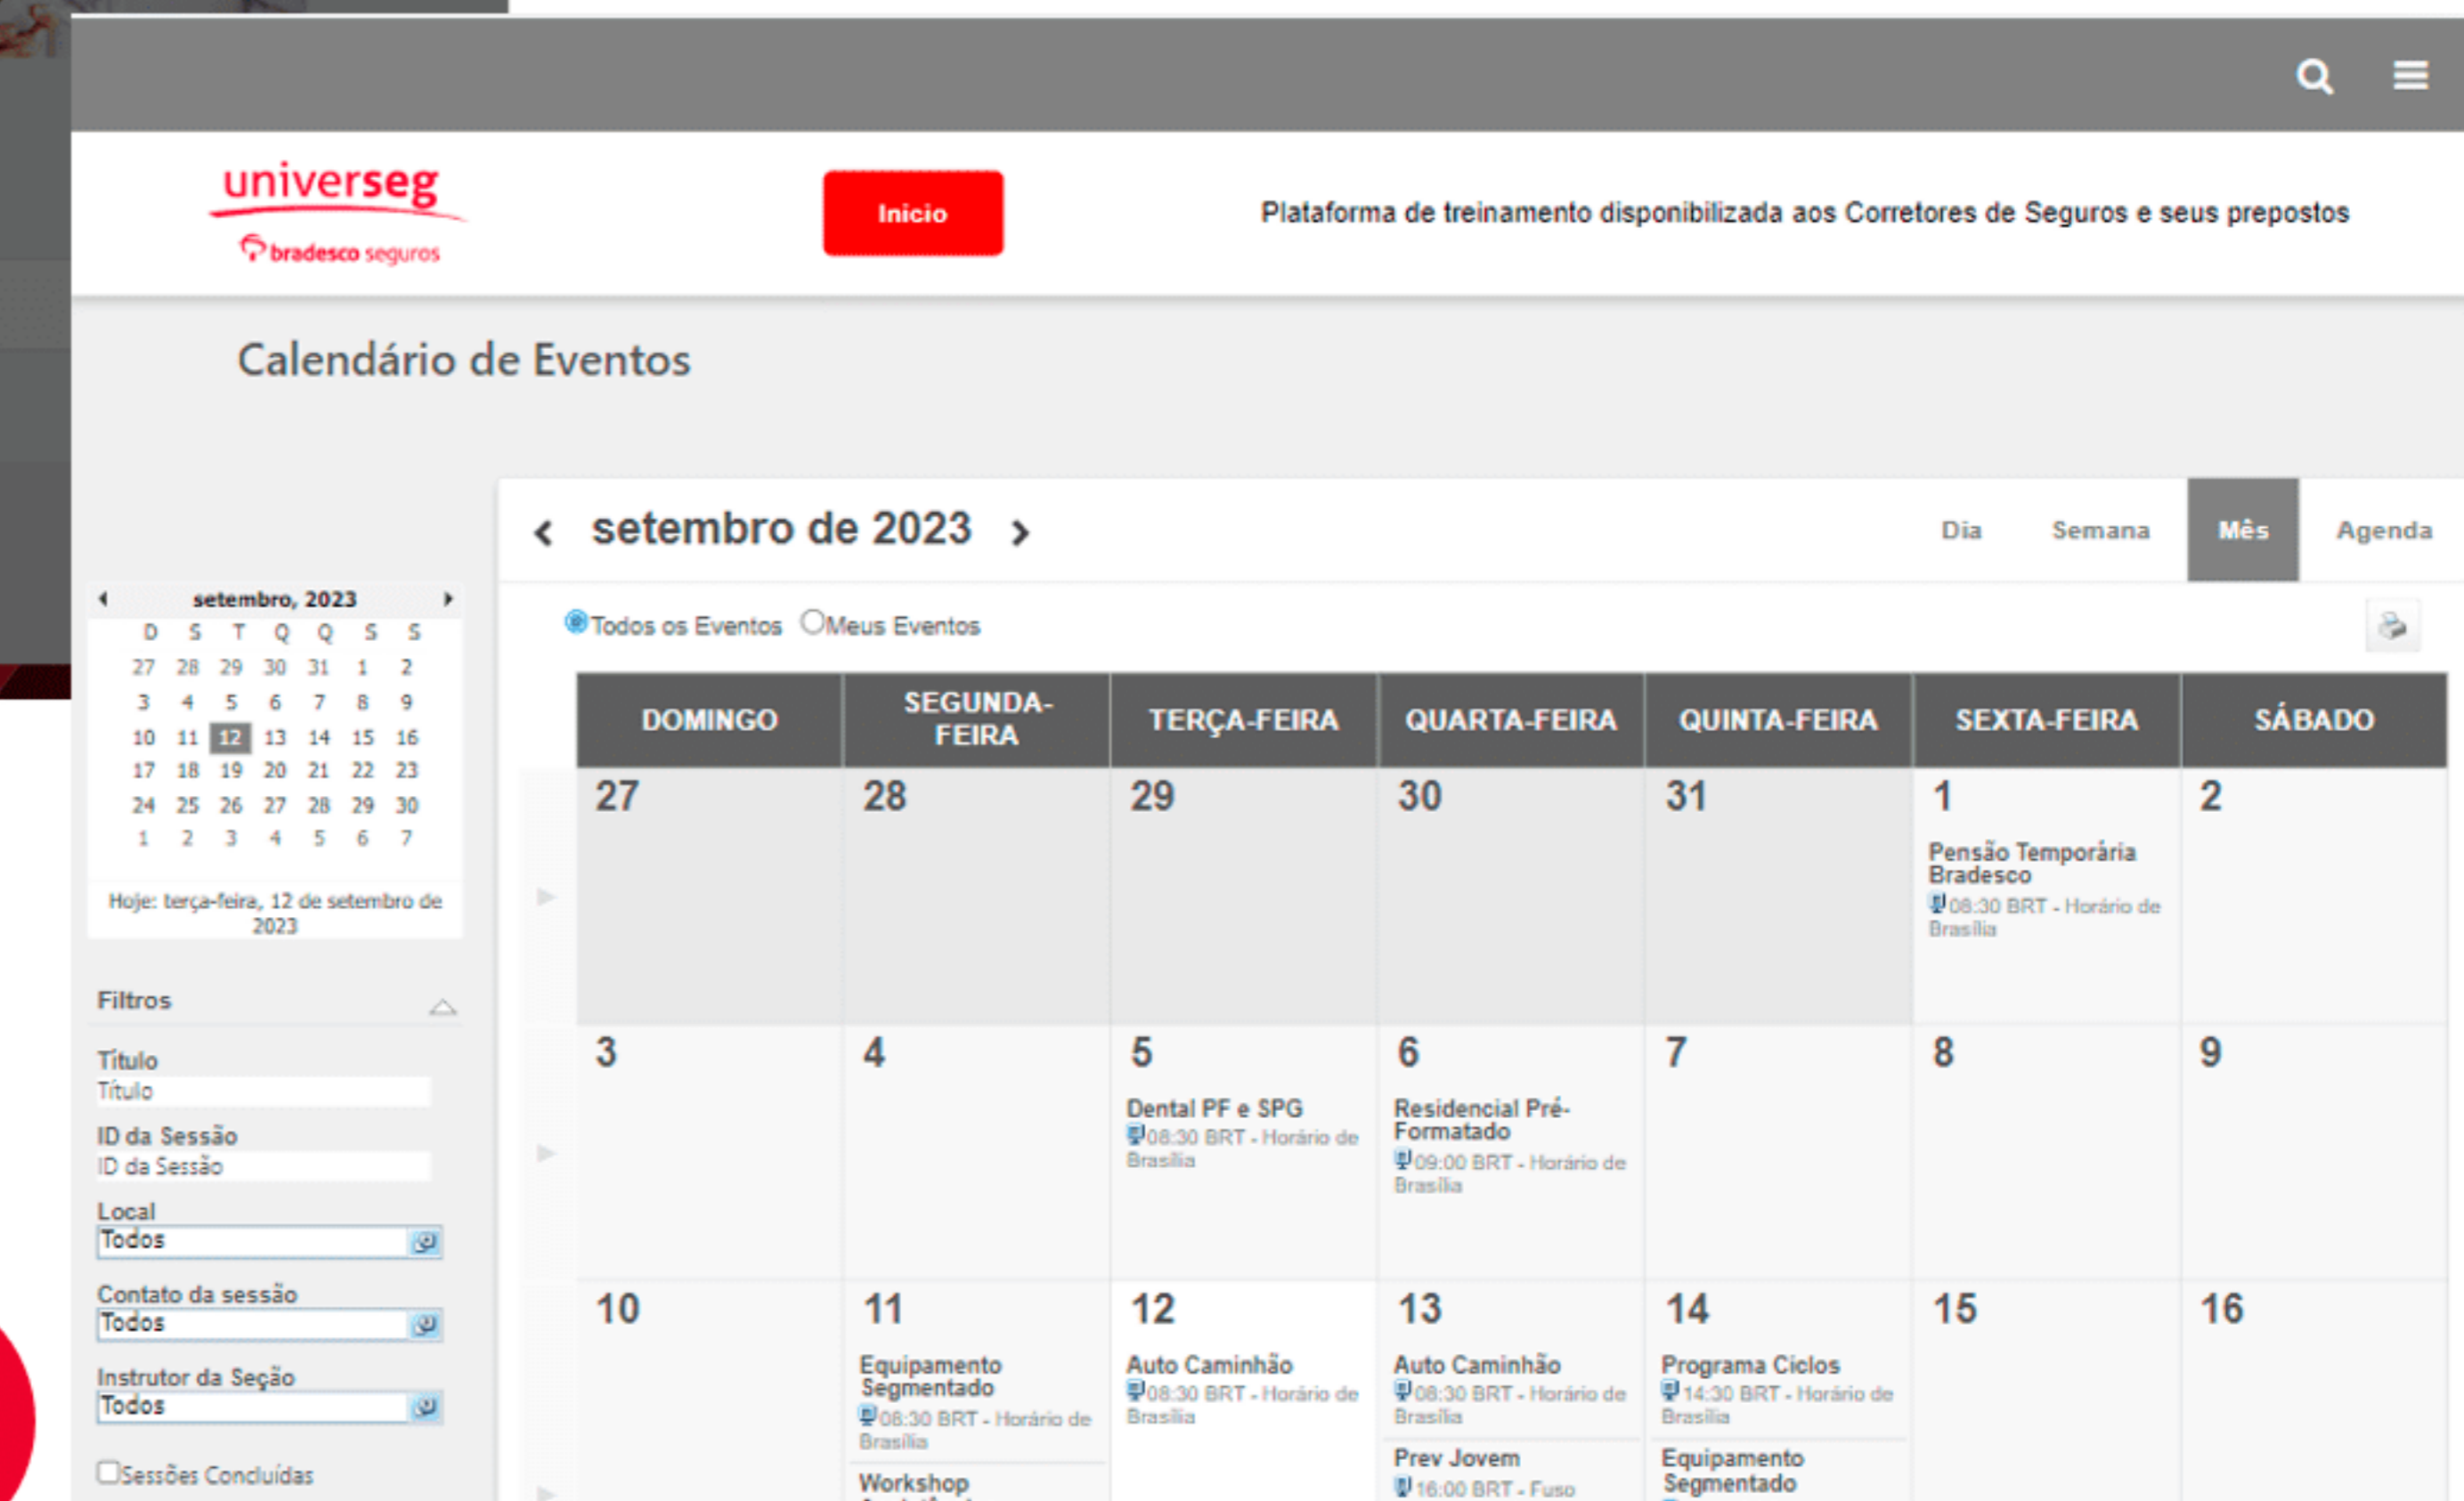 universeg
bradesco seguros
Inicio
Plataforma de treinamento disponibilizada aos Corretores de Seguros e seus prepostos
Calendário de Eventos
setembro de 2023
Dia Semana Mês Agenda
setembro, 2023
D S T Q Q S S
27 28 29 30 31 1 2
3 4 5 6 7 8 9
10 11 12 13 14 15 16
17 18 19 20 21 22 23
24 25 26 27 28 29 30
1 2 3 4 5 6 7
Hoje: terça-feira, 12 de setembro de
2023
Filtros
Título
Título
ID da Sessão
ID da Sessão
Local
Todos
Contato da sessão
Todos
Instrutor da Seção
Todos
Sessões Concluídas
Todos os Eventos Meus Eventos
DOMINGO
SEGUNDA-
FEIRA
TERÇA-FEIRA
QUARTA-FEIRA
QUINTA-FEIRA
SEXTA-FEIRA
SÁBADO
27
28
29
30
31
1
Pensão Temporária
Bradesco
08:30 BRT - Horário de
Brasília
2
3
4
5
Dental PF e SPG
08:30 BRT - Horário de
Brasília
6
Residencial Pré-
Formatado
09:00 BRT - Horário de
Brasília
7
8
9
10
11
Equipamento
Segmentado
08:30 BRT - Horário de
Brasília
Workshop
12
Auto Caminhão
08:30 BRT - Horário de
Brasília
13
Auto Caminhão
08:30 BRT - Horário de
Brasília
Prev Jovem
16:00 BRT - Fuso
14
Programa Ciclos
14:30 BRT - Horário de
Brasília
Equipamento
Segmentado
15
16